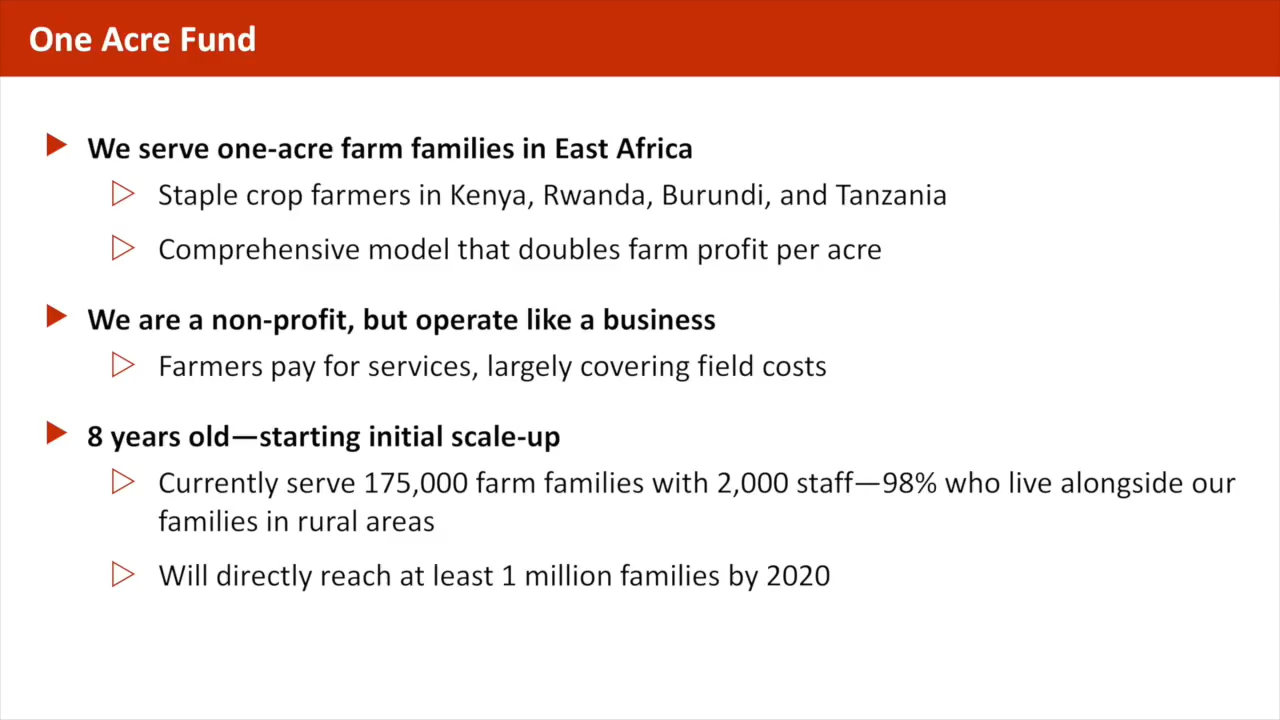 One Acre Fund
We serve one-acre farm families in East Africa
Staple crop farmers in Kenya, Rwanda, Burundi, and Tanzania
Comprehensive model that doubles farm profit per acre
We are a non-profit, but operate like a business
Farmers pay for services, largely covering field costs
8 years old—starting initial scale-up
Currently serve 175,000 farm families with 2,000 staff—98% who live alongside our
families in rural areas
Will directly reach at least 1 million families by 2020